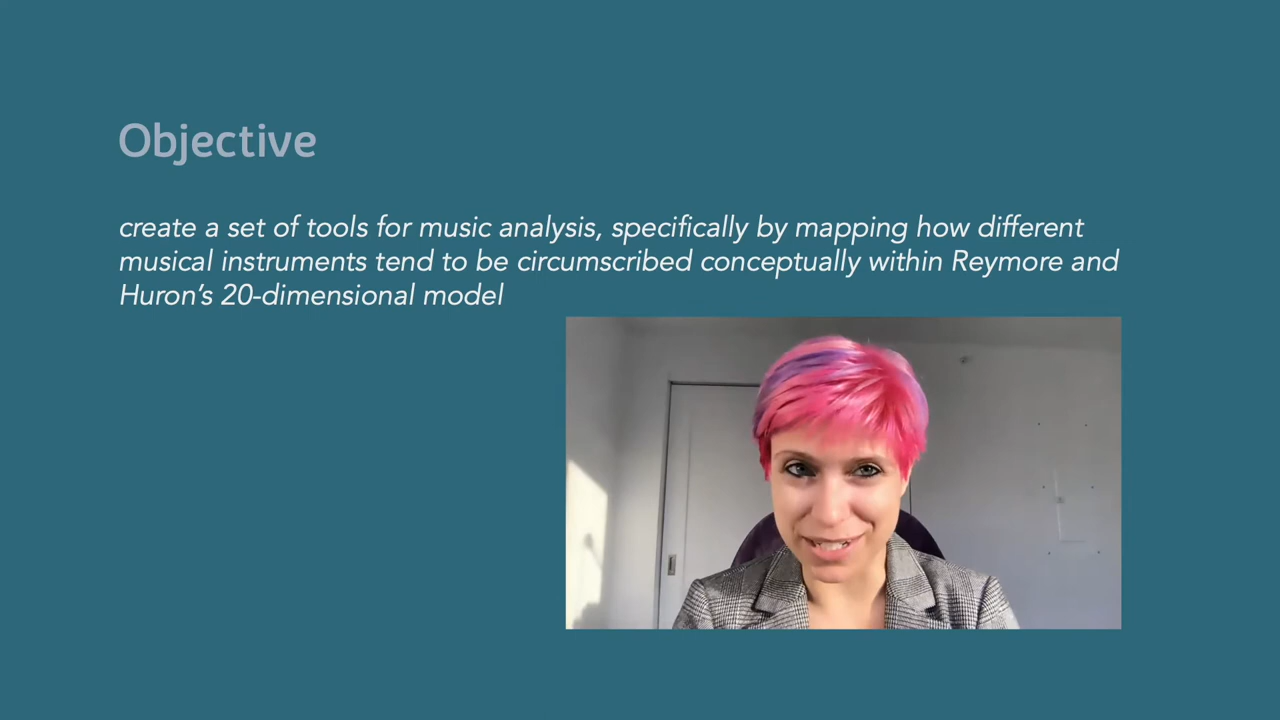 Objective
create a set of tools for music analysis, specifically by mapping how different
musical instruments tend to be circumscribed conceptually within Reymore and
Huron’s 20-dimensional model